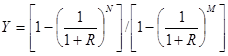 Y = [1 − (1/(1 + R))^N] / [1 − (1/(1 + R))^M]